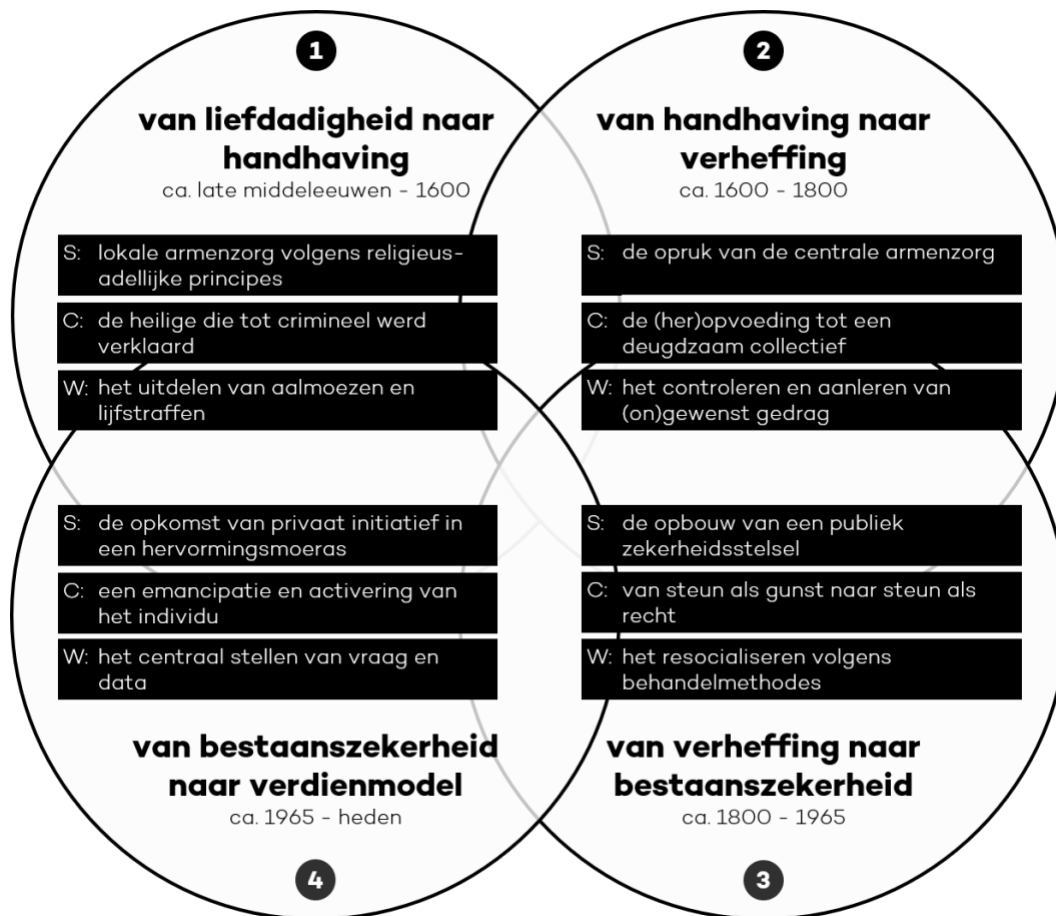 1
van liefdadigheid naar
handhaving
ca. late middeleeuwen - 1600
S: lokale armenzorg volgens religieus-
adellijke principes
C: de heilige die tot crimineel werd
verklaard
W: het uitdelen van aalmoezen en
lijfstraffen
2
van handhaving naar
verheffing
ca. 1600 - 1800
S: de opruk van de centrale armenzorg
C: de (her)opvoeding tot een
deugdzaam collectief
W: het controleren en aanleren van
(on)gewenst gedrag
S: de opbouw van een publiek
zekerheidsstelsel
C: van steun als gunst naar steun als
recht
W: het resocialiseren volgens
behandelmethodes
van verheffing naar
bestaanszekerheid
ca. 1800 - 1965
3
S: de opkomst van privaat initiatief in
een hervormingsmoeras
C: een emancipatie en activering van
het individu
W: het centraal stellen van vraag en
data
van bestaanszekerheid
naar verdienmodel
ca. 1965 - heden
4